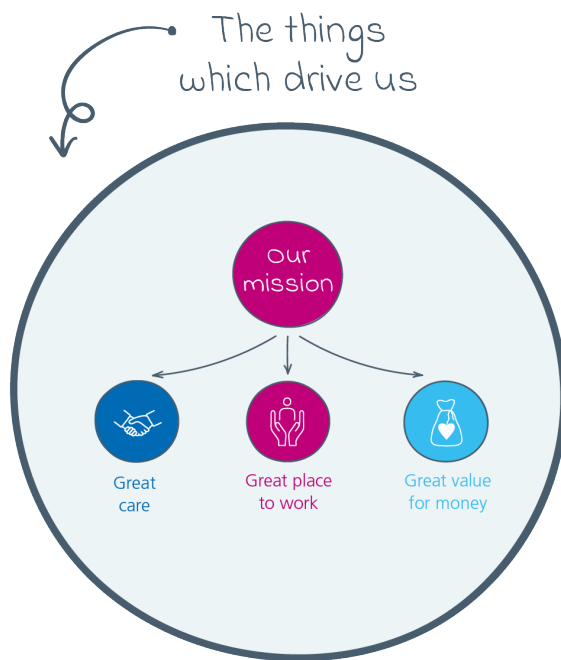 The things
which drive us
Our
mission
Great
care
Great place
to work
Great value
for money